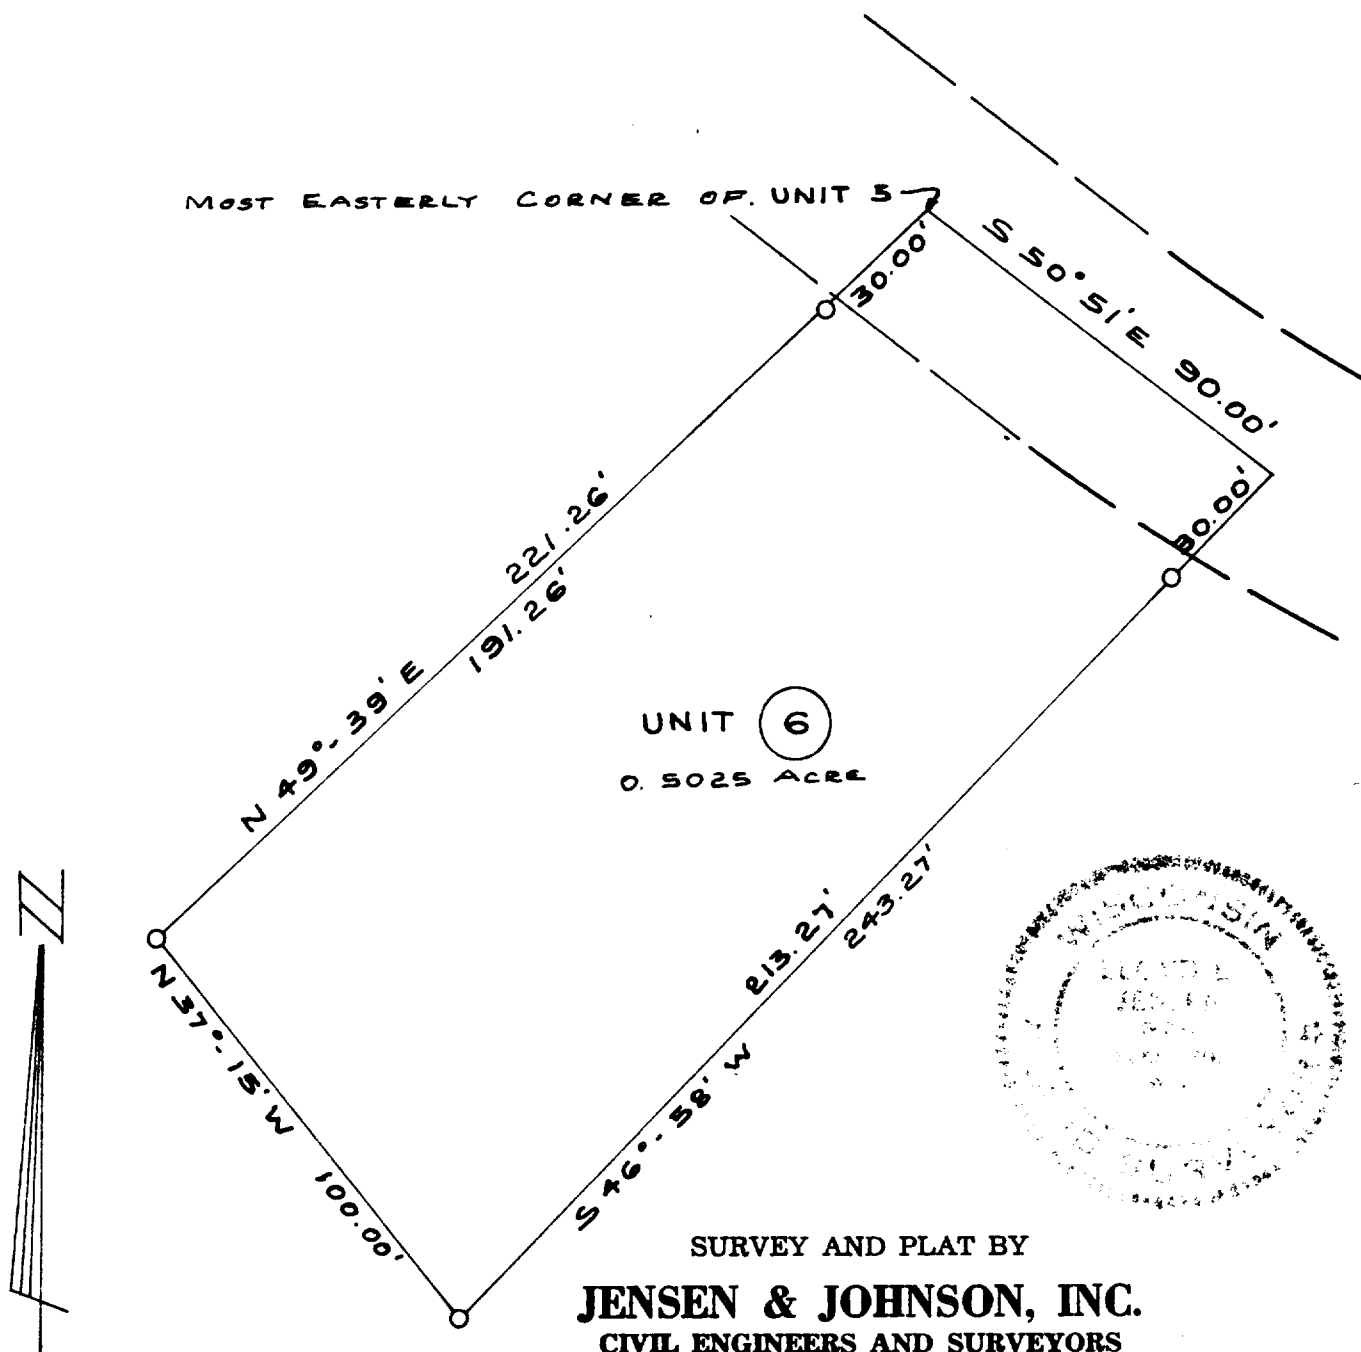 MOST EASTERLY CORNER OF. UNIT 5
30.00'
S 50° 51' E 90.00'
30.00'
221.26'
191.26'
N 49°- 39' E
UNIT 6
0.5025 ACRE
N
N 37°- 15' W 100.00'
213.27'
243.27'
S 46°- 58' W
WISCONSIN
SURVEY AND PLAT BY
JENSEN & JOHNSON, INC.
CIVIL ENGINEERS AND SURVEYORS